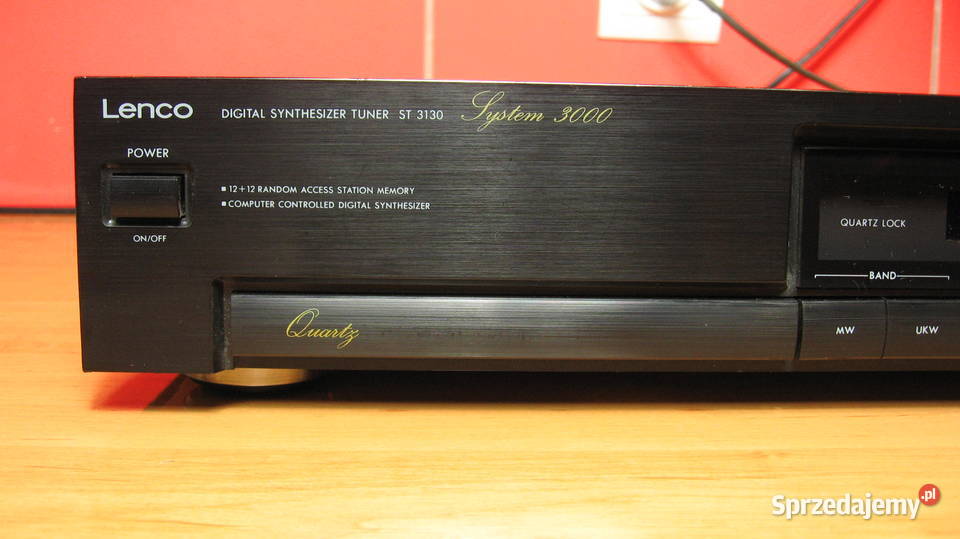 Lenco DIGITAL SYNTHESIZER TUNER ST 3130 System 3000
POWER
ON/OFF
12+12 RANDOM ACCESS STATION MEMORY
COMPUTER CONTROLLED DIGITAL SYNTHESIZER
QUARTZ LOCK
BAND
MW UKW
Quartz
Sprzedajemy.pl